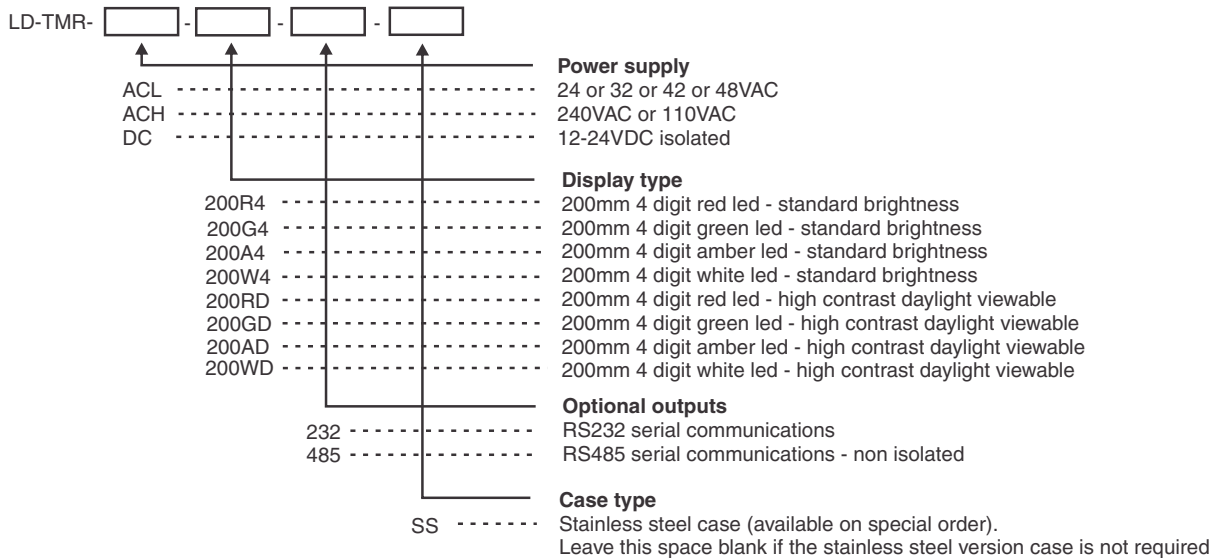 LD-TMR- - - -
Power supply
ACL 24 or 32 or 42 or 48VAC
ACH 240VAC or 110VAC
DC 12-24VDC isolated
Display type
200R4 200mm 4 digit red led - standard brightness
200G4 200mm 4 digit green led - standard brightness
200A4 200mm 4 digit amber led - standard brightness
200W4 200mm 4 digit white led - standard brightness
200RD 200mm 4 digit red led - high contrast daylight viewable
200GD 200mm 4 digit green led - high contrast daylight viewable
200AD 200mm 4 digit amber led - high contrast daylight viewable
200WD 200mm 4 digit white led - high contrast daylight viewable
Optional outputs
232 RS232 serial communications
485 RS485 serial communications - non isolated
Case type
SS Stainless steel case (available on special order).
Leave this space blank if the stainless steel version case is not required